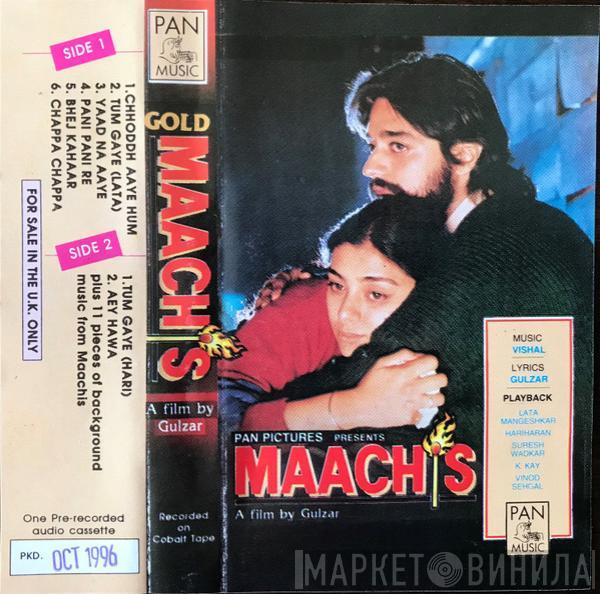 SIDE 1
1.CHHODDH AAYE HUM
2. TUM GAYE (LATA)
3. YAAD NA AAYE
4. PANI PANI RE
5. BHEJ KAHAAR
6. CHAPPA CHAPPA
SIDE 2
1.TUM GAYE (HARI)
2. AEY HAWA
plus 11 pieces of background
music from Maachis
FOR SALE IN THE U.K. ONLY
One Pre-recorded
audio cassette
PKD. OCT 1996
PAN
MUSIC
GOLD
MAACHIS
A film by
Gulzar
Recorded
on
Cobalt Tape
PAN PICTURES PRESENTS
MAACHIS
A film by Gulzar
MUSIC
VISHAL
LYRICS
GULZAR
PLAYBACK
LATA
MANGESHKAR
HARIHARAN
SURESH
WADKAR
K. KAY
VINOD
SEHGAL
PAN
MUSIC
МАРКЕТ ВИНИЛА